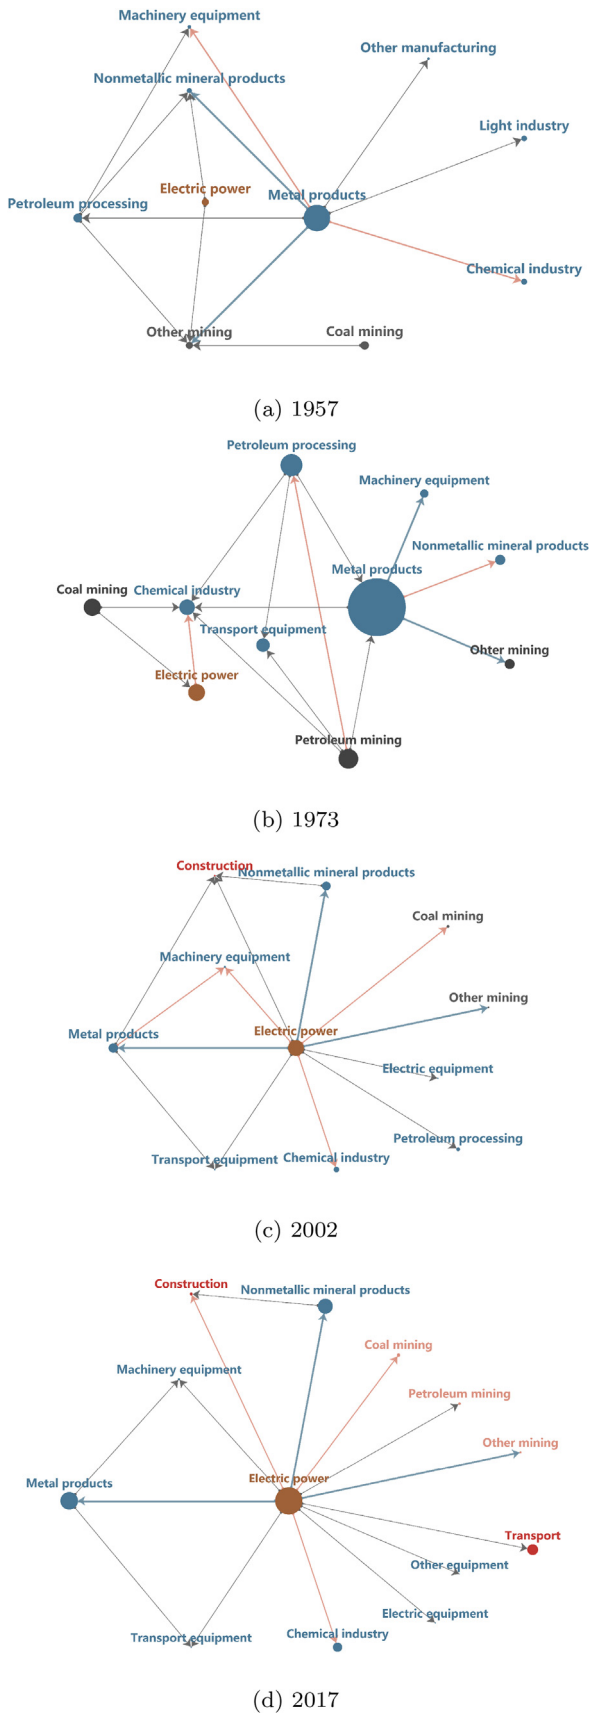 Machinery equipment
Other manufacturing
Nonmetallic mineral products
Light industry
Electric power
Metal products
Petroleum processing
Chemical industry
Other mining
Coal mining
(a) 1957
Petroleum processing
Machinery equipment
Nonmetallic mineral products
Metal products
Coal mining
Chemical industry
Transport equipment
Ohter mining
Electric power
Petroleum mining
(b) 1973
Construction
Nonmetallic mineral products
Coal mining
Machinery equipment
Other mining
Metal products
Electric power
Electric equipment
Petroleum processing
Transport equipment
Chemical industry
(c) 2002
Construction
Nonmetallic mineral products
Coal mining
Machinery equipment
Petroleum mining
Other mining
Electric power
Metal products
Transport
Other equipment
Electric equipment
Transport equipment
Chemical industry
(d) 2017